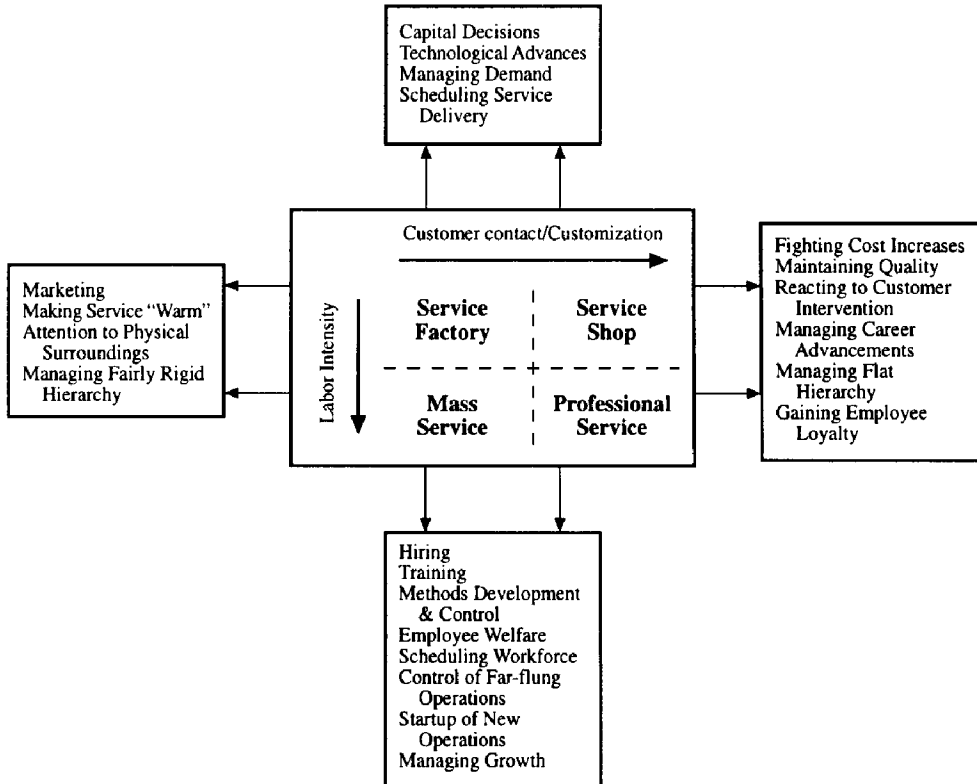 Capital Decisions
Technological Advances
Managing Demand
Scheduling Service
Delivery
Customer contact/Customization
Labor Intensity
Service
Factory
Service
Shop
Mass
Service
Professional
Service
Marketing
Making Service “Warm”
Attention to Physical
Surroundings
Managing Fairly Rigid
Hierarchy
Fighting Cost Increases
Maintaining Quality
Reacting to Customer
Intervention
Managing Career
Advancements
Managing Flat
Hierarchy
Gaining Employee
Loyalty
Hiring
Training
Methods Development
& Control
Employee Welfare
Scheduling Workforce
Control of Far-flung
Operations
Startup of New
Operations
Managing Growth